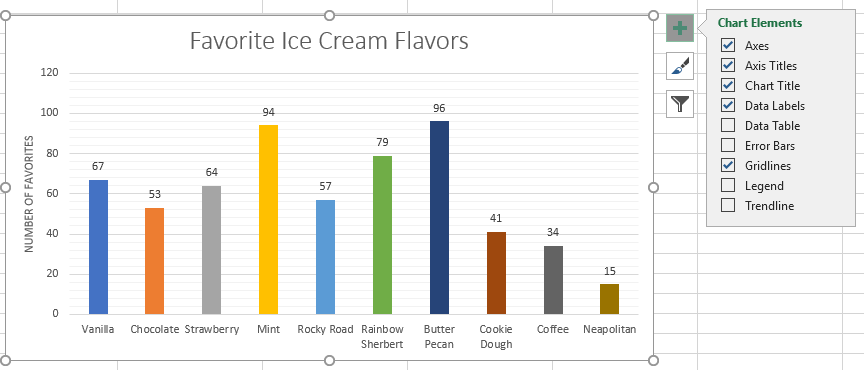 Favorite Ice Cream Flavors
NUMBER OF FAVORITES
120
100
80
60
40
20
0
67
53
64
94
57
79
96
41
34
15
Vanilla
Chocolate
Strawberry
Mint
Rocky Road
Rainbow
Sherbert
Butter
Pecan
Cookie
Dough
Coffee
Neapolitan
Chart Elements
Axes
Axis Titles
Chart Title
Data Labels
Data Table
Error Bars
Gridlines
Legend
Trendline